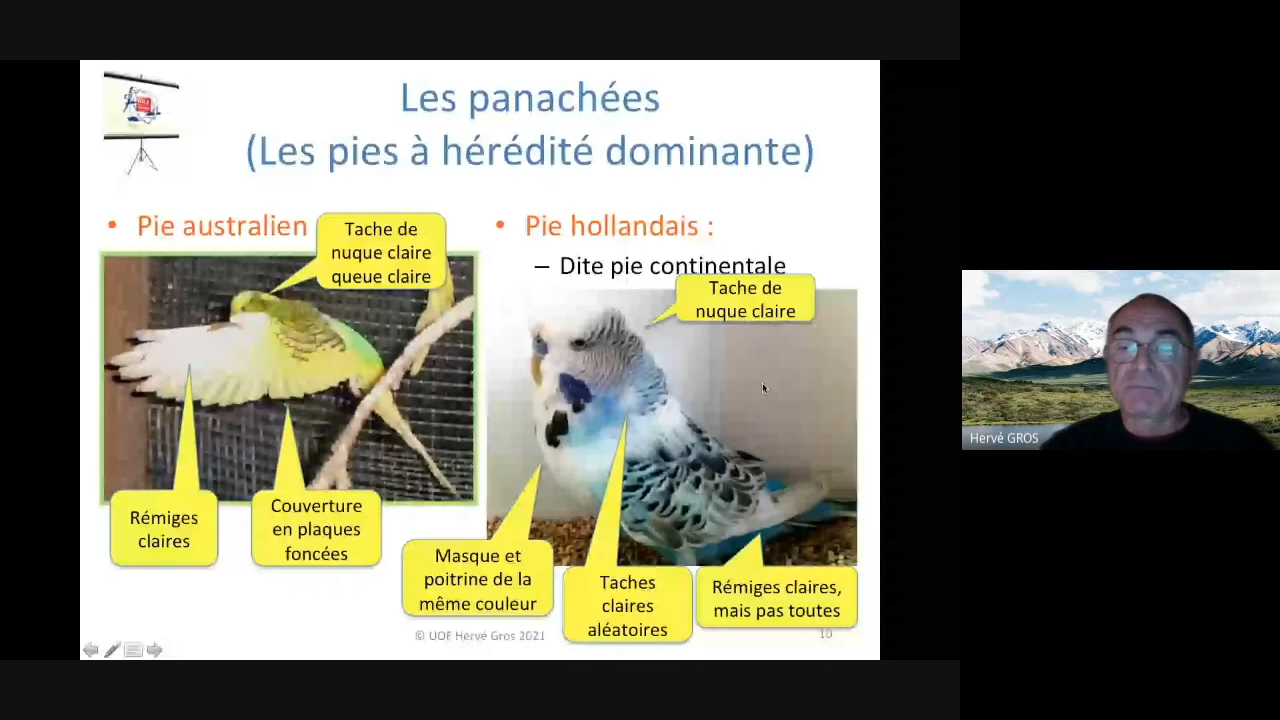 Les panachées
(Les pies à hérédité dominante)
• Pie australien
Tache de
nuque claire
queue claire
Rémiges
claires
Couverture
en plaques
foncées
• Pie hollandais :
– Dite pie continentale
Tache de
nuque claire
Masque et
poitrine de la
même couleur
Taches
claires
aléatoires
Rémiges claires,
mais pas toutes
© UOF Hervé Gros 2021
10
Hervé GROS